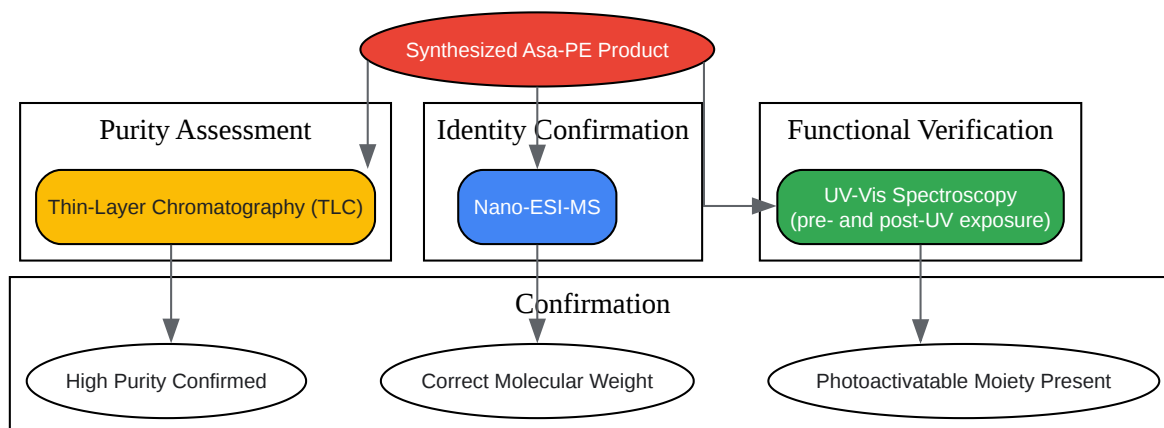 Synthesized Asa-PE Product
Purity Assessment
Identity Confirmation
Functional Verification
Thin-Layer Chromatography (TLC)
Nano-ESI-MS
UV-Vis Spectroscopy
(pre- and post-UV exposure)
Confirmation
High Purity Confirmed
Correct Molecular Weight
Photoactivatable Moiety Present